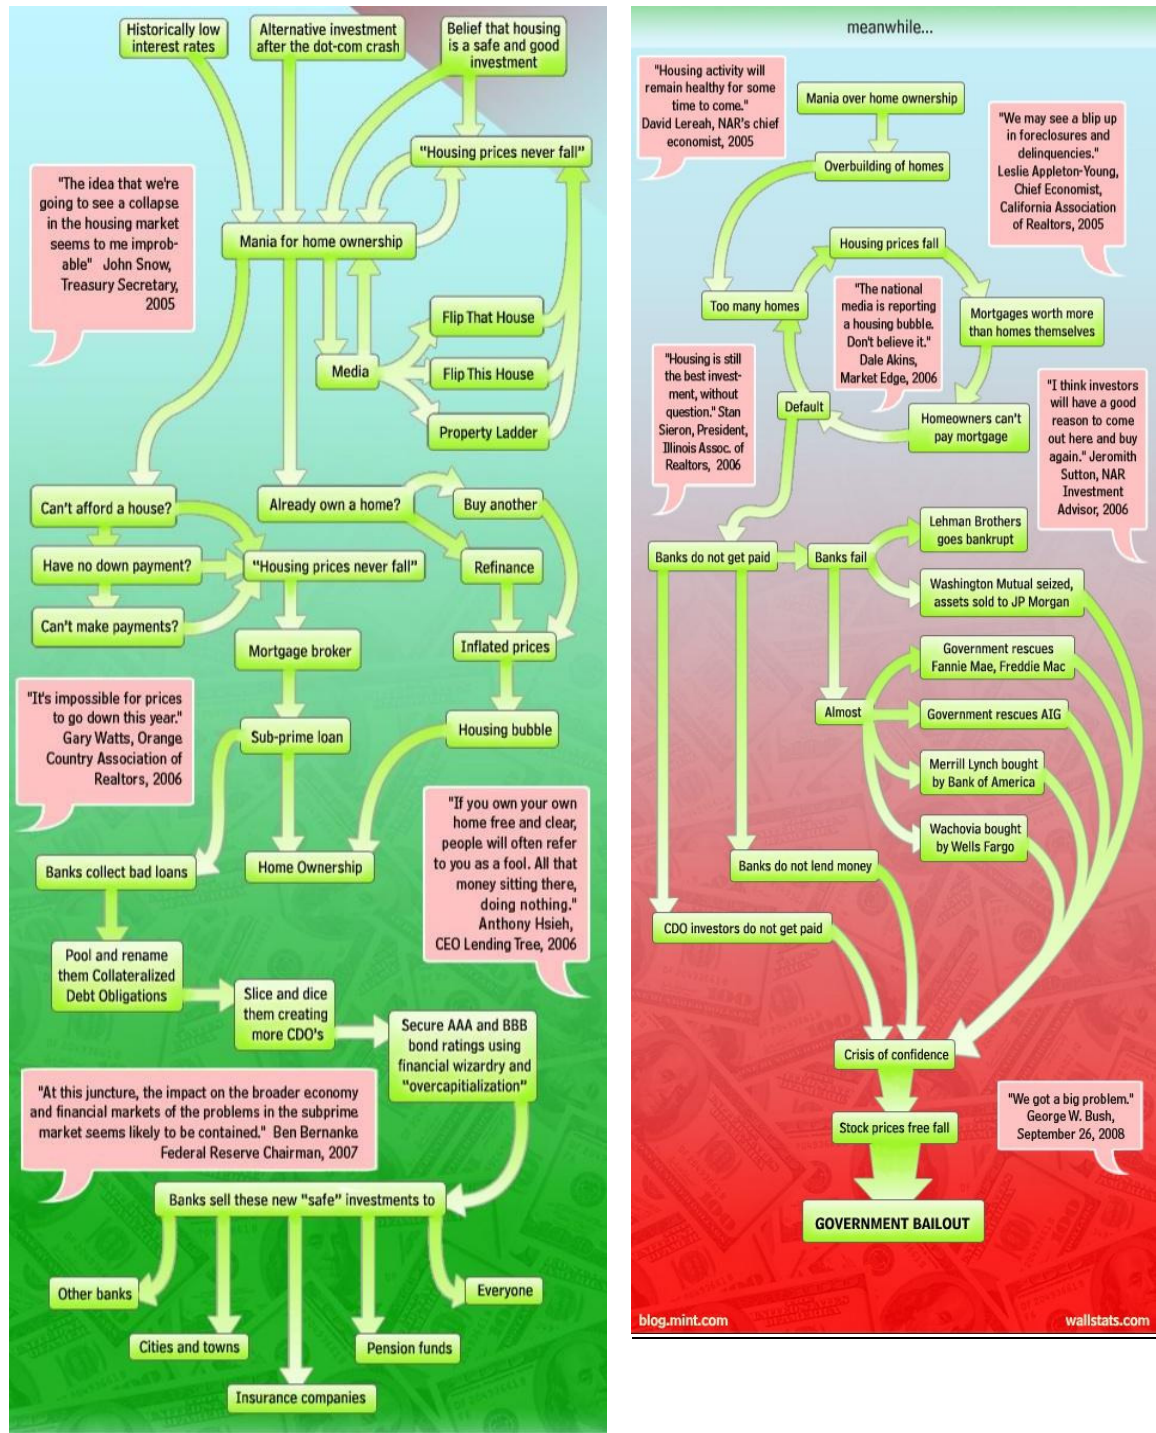 Historically low
interest rates
Alternative investment
after the dot-com crash
Belief that housing
is a safe and good
investment
"Housing prices never fall"
"The idea that we're
going to see a collapse
in the housing market
seems to me improb-
able" John Snow,
Treasury Secretary,
2005
Mania for home ownership
Flip That House
Media
Flip This House
Property Ladder
Can't afford a house?
Already own a home?
Buy another
Have no down payment?
"Housing prices never fall"
Refinance
Can't make payments?
Mortgage broker
Inflated prices
"It's impossible for prices
to go down this year."
Gary Watts, Orange
County Association of
Realtors, 2006
Sub-prime loan
Housing bubble
"If you own your own
home free and clear,
people will often refer
to you as a fool. All that
money sitting there,
doing nothing."
Anthony Hsieh,
CEO Lending Tree, 2006
Banks collect bad loans
Home Ownership
Pool and rename
them Collateralized
Debt Obligations
Slice and dice
them creating
more CDO's
Secure AAA and BBB
bond ratings using
financial wizardry and
"overcapitialization"
"At this juncture, the impact on the broader economy
and financial markets of the problems in the subprime
market seems likely to be contained." Ben Bernanke
Federal Reserve Chairman, 2007
Banks sell these new "safe" investments to
Other banks
Everyone
Cities and towns
Pension funds
Insurance companies
meanwhile...
"Housing activity will
remain healthy for some
time to come."
David Lereah, NAR's chief
economist, 2005
Mania over home ownership
"We may see a blip up
in foreclosures and
delinquencies."
Leslie Appleton-Young,
Chief Economist,
California Association
of Realtors, 2005
Overbuilding of homes
Housing prices fall
Too many homes
"The national
media is reporting
a housing bubble.
Don't believe it."
Dale Akins,
Market Edge, 2006
Mortgages worth more
than homes themselves
"Housing is still
the best invest-
ment, without
question." Stan
Sieron, President,
Illinois Assoc. of
Realtors, 2006
Default
Homeowners can't
pay mortgage
"I think investors
will have a good
reason to come
out here and buy
again." Jeromith
Sutton, NAR
Investment
Advisor, 2006
Banks do not get paid
Banks fail
Lehman Brothers
goes bankrupt
Washington Mutual seized,
assets sold to JP Morgan
Government rescues
Fannie Mae, Freddie Mac
Almost
Government rescues AIG
Merrill Lynch bought
by Bank of America
Wachovia bought
by Wells Fargo
Banks do not lend money
CDO investors do not get paid
Crisis of confidence
Stock prices free fall
"We got a big problem."
George W. Bush,
September 26, 2008
GOVERNMENT BAILOUT
blog.mint.com
wallstats.com